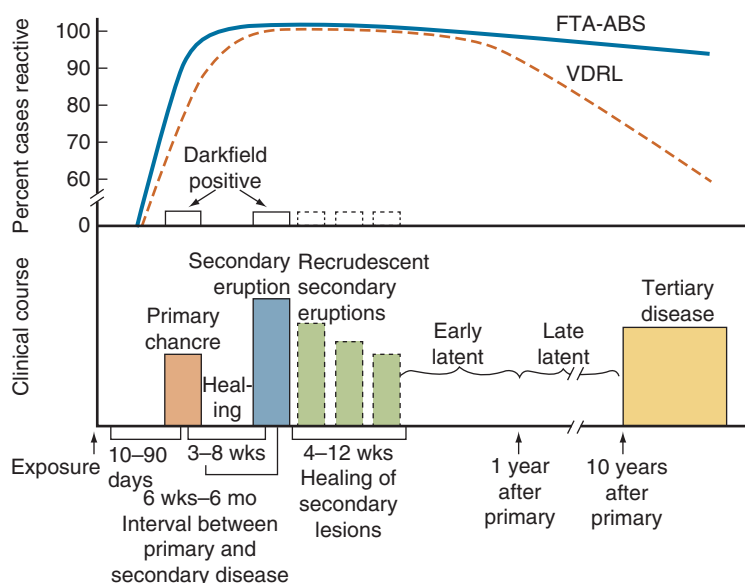 Percent cases reactive
100
90
80
70
60
0
FTA-ABS
VDRL
Darkfield
positive
Clinical course
Primary
chancre
Heal-
ing
Secondary
eruption
Recrudescent
secondary
eruptions
Early
latent
Late
latent
Tertiary
disease
Exposure
10–90
days
3–8 wks
6 wks–6 mo
Interval between
primary and
secondary disease
4–12 wks
Healing of
secondary
lesions
1 year
after
primary
10 years
after
primary